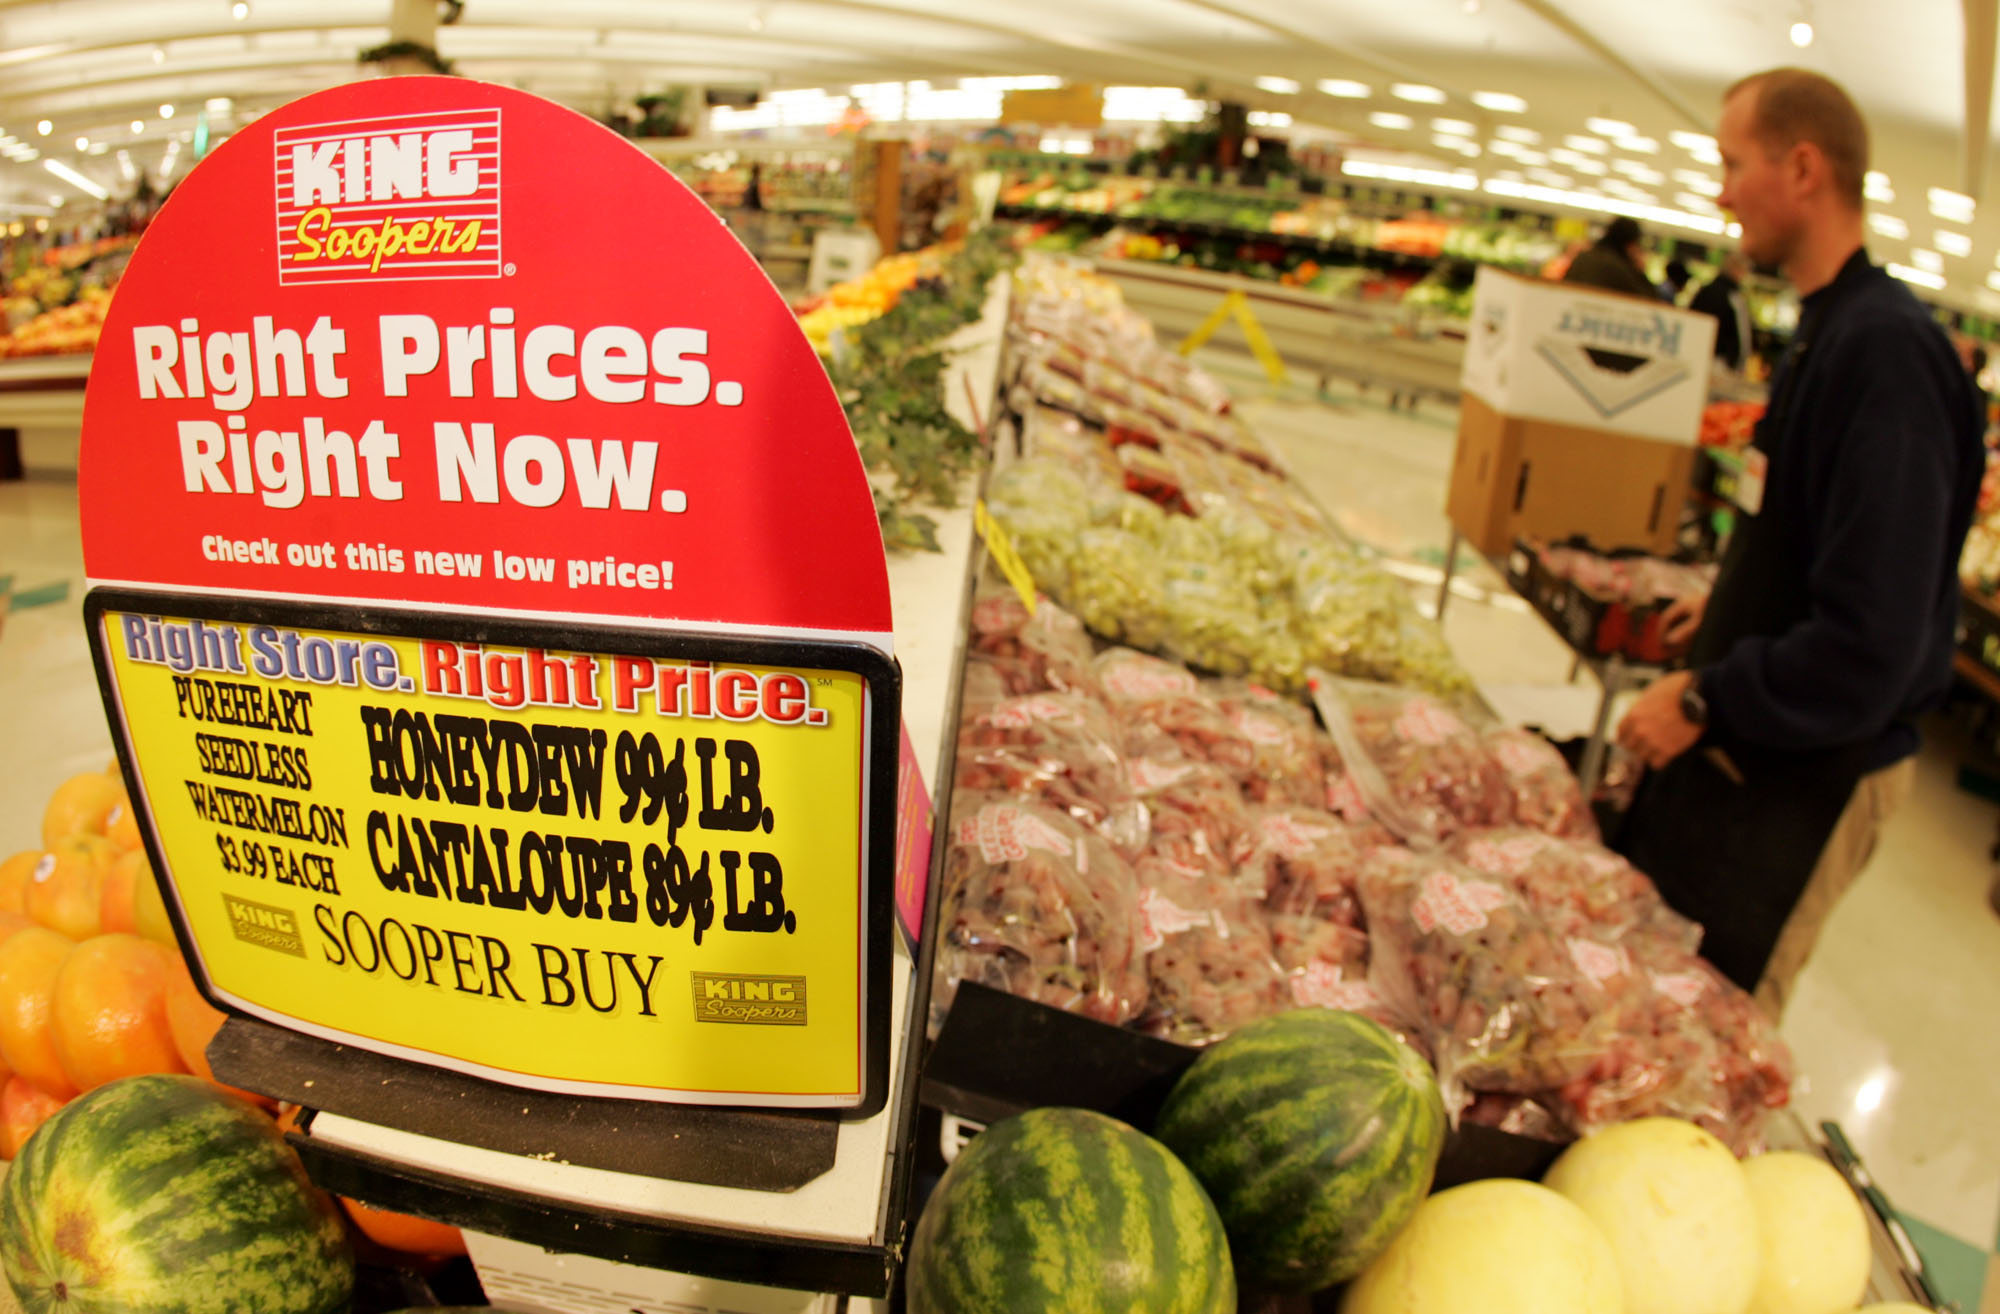 KING
Soopers®
Right Prices.
Right Now.
Check out this new low price!
Right Store. Right Price.℠
PUREHEART
SEEDLESS
WATERMELON
$3.99 EACH
HONEYDEW 99¢ LB.
CANTALOUPE 89¢ LB.
SOOPER BUY
KING
Soopers
KING
Soopers